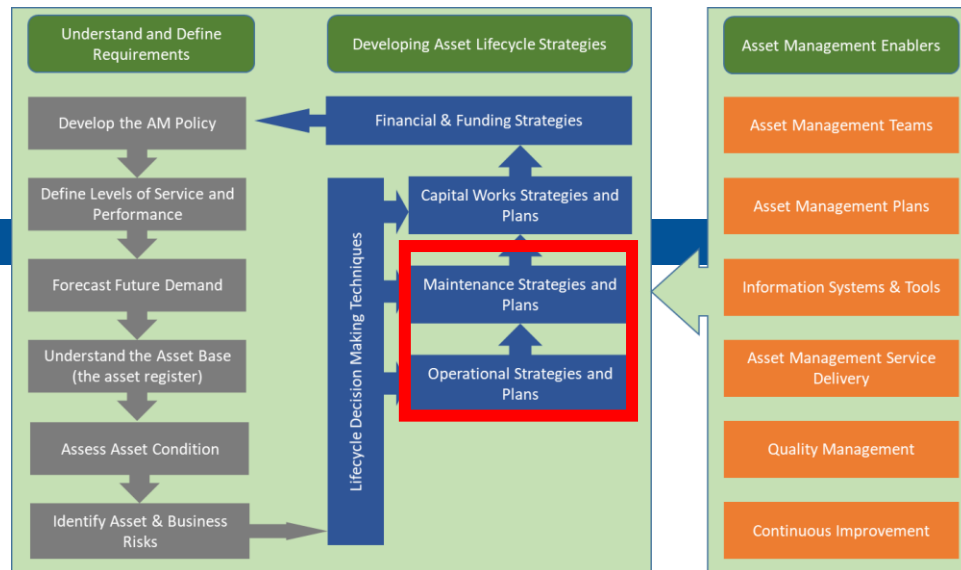 Understand and Define
Requirements
Developing Asset Lifecycle Strategies
Asset Management Enablers
Develop the AM Policy
Define Levels of Service and
Performance
Forecast Future Demand
Understand the Asset Base
(the asset register)
Assess Asset Condition
Identify Asset & Business
Risks
Lifecycle Decision Making Techniques
Financial & Funding Strategies
Capital Works Strategies and
Plans
Maintenance Strategies and
Plans
Operational Strategies and
Plans
Asset Management Teams
Asset Management Plans
Information Systems & Tools
Asset Management Service
Delivery
Quality Management
Continuous Improvement